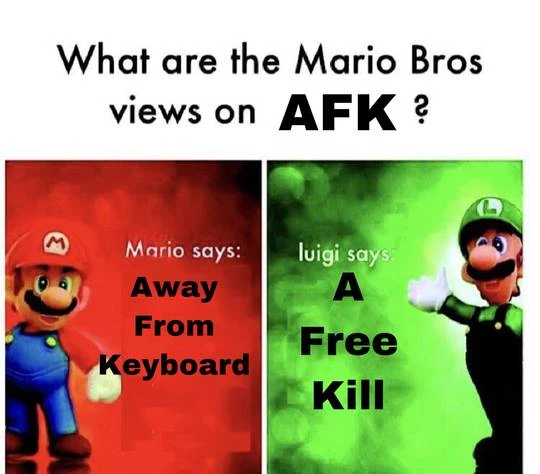 What are the Mario Bros
views on AFK ?
Mario says:
Away
From
Keyboard
luigi says:
A
Free
Kill
M
L